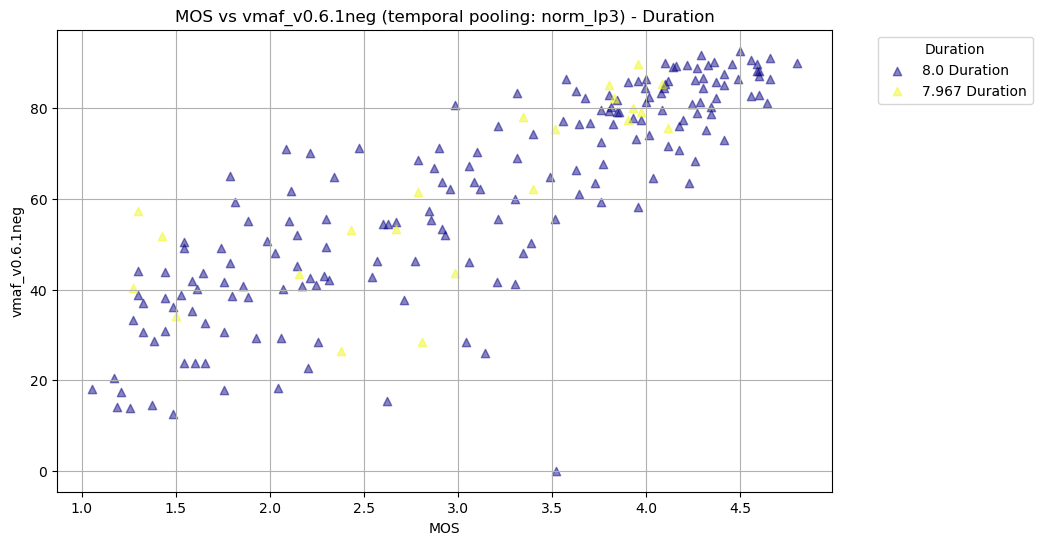 MOS vs vmaf_v0.6.1neg (temporal pooling: norm_lp3) - Duration
Duration
8.0 Duration
7.967 Duration
vmaf_v0.6.1neg
80
60
40
20
0
1.0 1.5 2.0 2.5 3.0 3.5 4.0 4.5
MOS